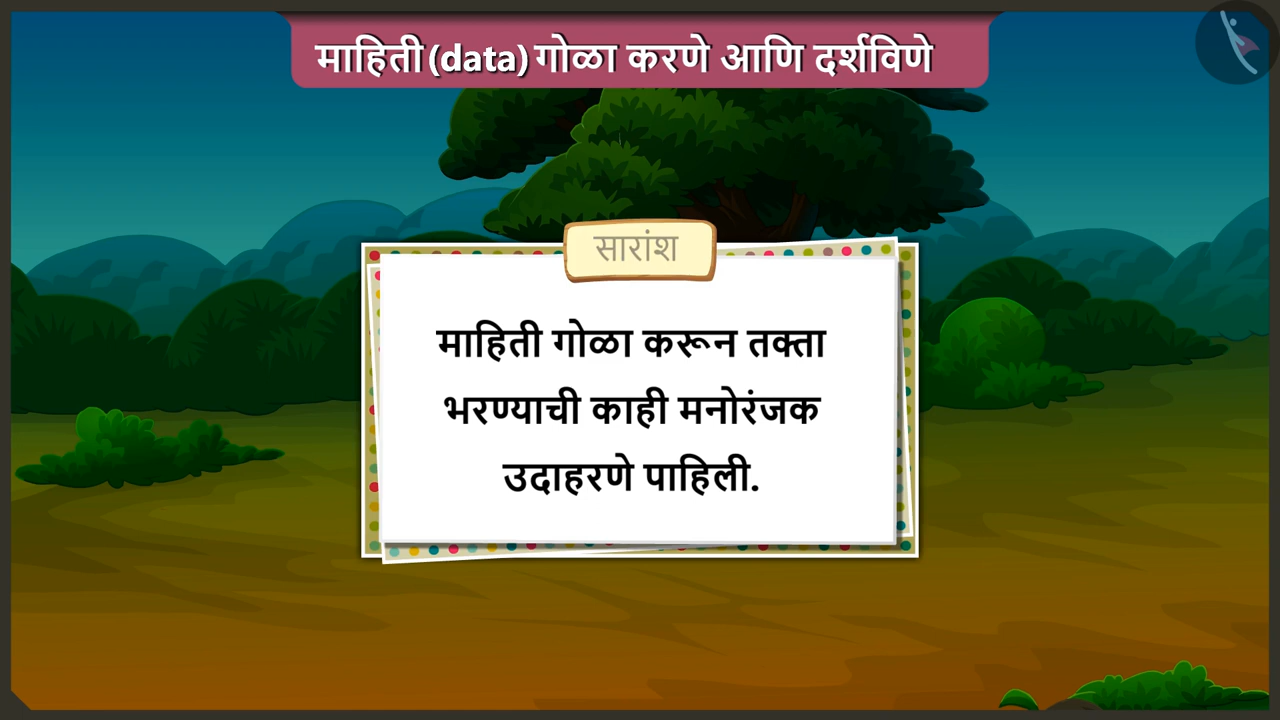 माहिती (data) गोळा करणे आणि दर्शविणे
सारांश
माहिती गोळा करून तक्ता
भरण्याची काही मनोरंजक
उदाहरणे पाहिली.